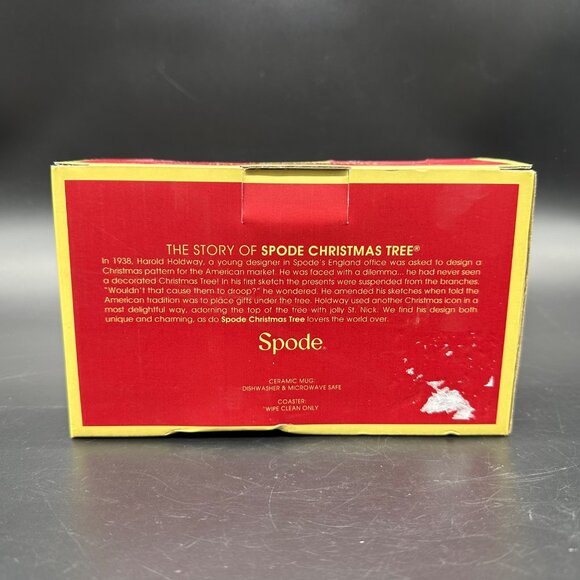 THE STORY OF SPODE CHRISTMAS TREE®
In 1938, Harold Holdway, a young designer in Spode's England office was asked to design a
Christmas pattern for the American market. He was faced with a dilemma... he had never seen
a decorated Christmas Tree! In his first sketch the presents were suspended from the branches.
"Wouldn't that cause them to droop?" he wondered. He amended his sketches when told the
American tradition was to place gifts under the tree. Holdway used another Christmas icon in a
most delightful way, adorning the top of the tree with jolly St. Nick. We find his design both
unique and charming, as do Spode Christmas Tree lovers the world over.
Spode®
CERAMIC MUG:
DISHWASHER & MICROWAVE SAFE
COASTER:
*WIPE CLEAN ONLY